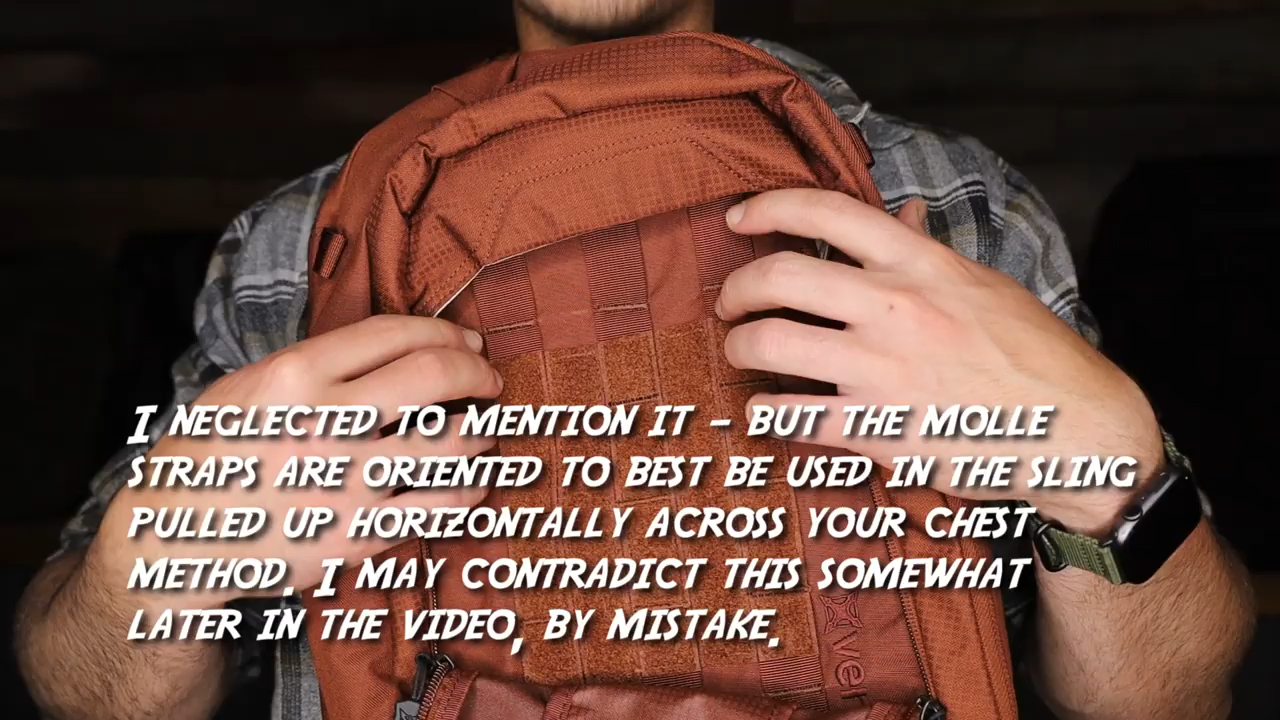 I NEGLECTED TO MENTION IT - BUT THE MOLLE
STRAPS ARE ORIENTED TO BEST BE USED IN THE SLING
PULLED UP HORIZONTALLY ACROSS YOUR CHEST
METHOD. I MAY CONTRADICT THIS SOMEWHAT
LATER IN THE VIDEO, BY MISTAKE.